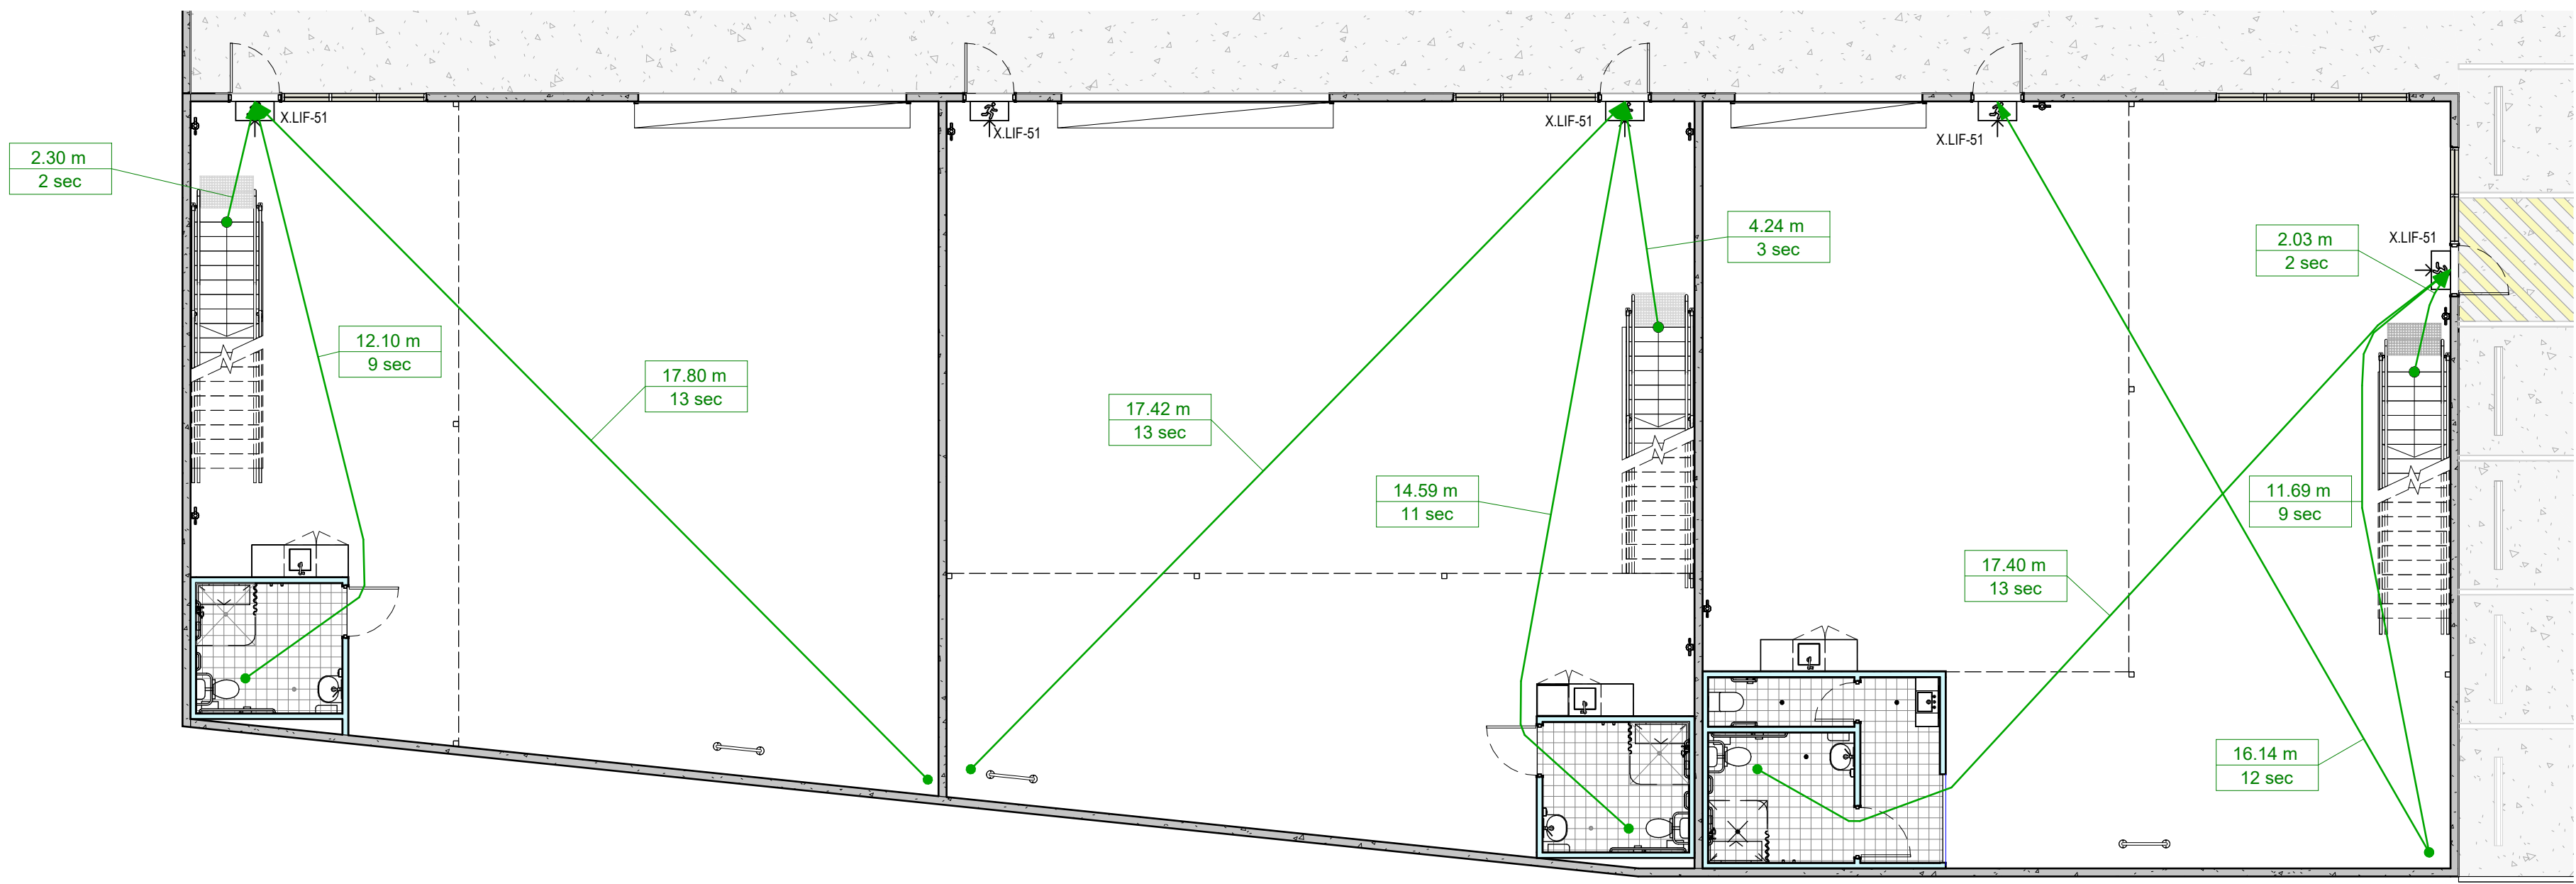 X.LIF-51
X.LIF-51
X.LIF-51
X.LIF-51
2.30 m
2 sec
4.24 m
3 sec
2.03 m
2 sec
X.LIF-51
12.10 m
9 sec
17.80 m
13 sec
17.42 m
13 sec
14.59 m
11 sec
11.69 m
9 sec
17.40 m
13 sec
16.14 m
12 sec